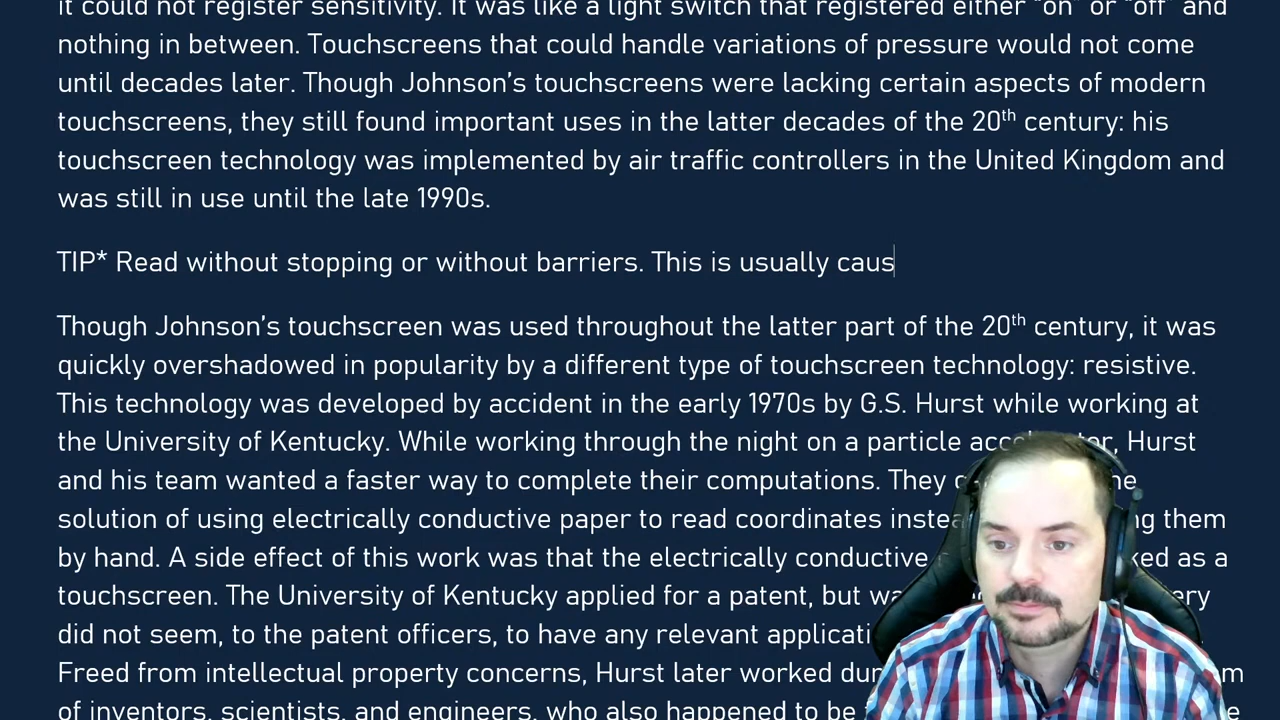 it could not register sensitivity. It was like a light switch that registered either “on” or “off” and
nothing in between. Touchscreens that could handle variations of pressure would not come
until decades later. Though Johnson’s touchscreens were lacking certain aspects of modern
touchscreens, they still found important uses in the latter decades of the 20th century: his
touchscreen technology was implemented by air traffic controllers in the United Kingdom and
was still in use until the late 1990s.
TIP* Read without stopping or without barriers. This is usually caus
Though Johnson’s touchscreen was used throughout the latter part of the 20th century, it was
quickly overshadowed in popularity by a different type of touchscreen technology: resistive.
This technology was developed by accident in the early 1970s by G.S. Hurst while working at
the University of Kentucky. While working through the night on a particle accelerator, Hurst
and his team wanted a faster way to complete their computations. They
solution of using electrically conductive paper to read coordinates them
by hand. A side effect of this work was that the electrically conductive as a
touchscreen. The University of Kentucky applied for a patent, but
did not seem, to the patent officers, to have any relevant
Freed from intellectual property concerns, Hurst later worked
of inventors, scientists, and engineers, who also happened to be